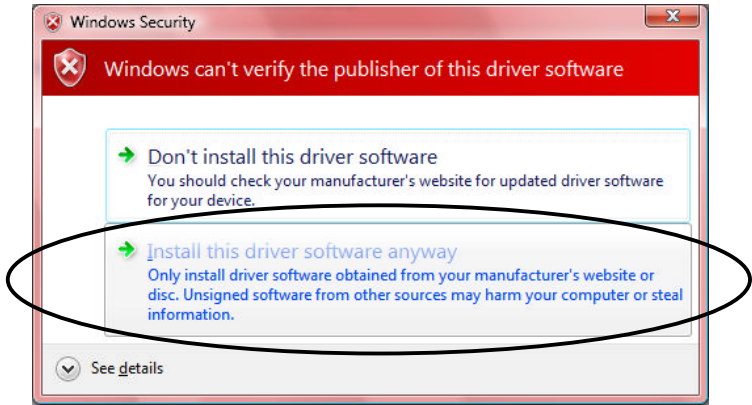 Windows Security
Windows can't verify the publisher of this driver software
Don't install this driver software
You should check your manufacturer's website for updated driver software
for your device.
Install this driver software anyway
Only install driver software obtained from your manufacturer's website or
disc. Unsigned software from other sources may harm your computer or steal
information.
See details